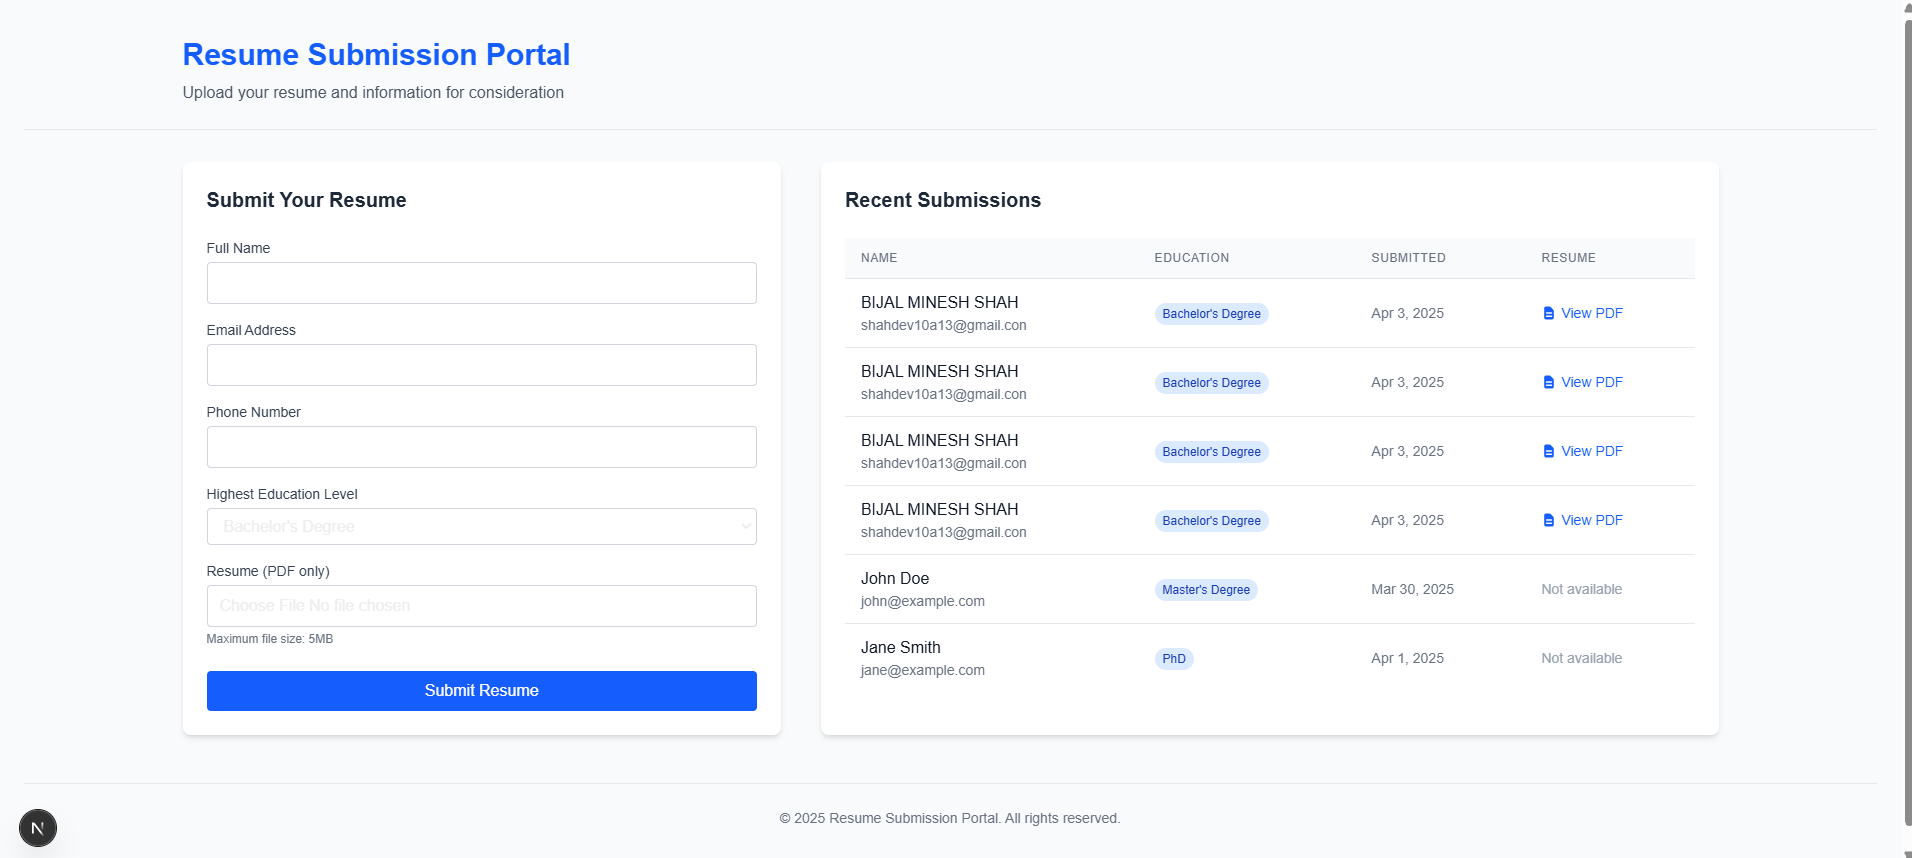 Resume Submission Portal
Upload your resume and information for consideration
Submit Your Resume
Full Name
Email Address
Phone Number
Highest Education Level
Bachelor's Degree
Resume (PDF only)
Choose File No file chosen
Maximum file size: 5MB
Submit Resume
Recent Submissions
NAME EDUCATION SUBMITTED RESUME
BIJAL MINESH SHAH
shahdev10a13@gmail.con
Bachelor's Degree Apr 3, 2025 View PDF
BIJAL MINESH SHAH
shahdev10a13@gmail.con
Bachelor's Degree Apr 3, 2025 View PDF
BIJAL MINESH SHAH
shahdev10a13@gmail.con
Bachelor's Degree Apr 3, 2025 View PDF
BIJAL MINESH SHAH
shahdev10a13@gmail.con
Bachelor's Degree Apr 3, 2025 View PDF
John Doe
john@example.com
Master's Degree Mar 30, 2025 Not available
Jane Smith
jane@example.com
PhD Apr 1, 2025 Not available
© 2025 Resume Submission Portal. All rights reserved.
N